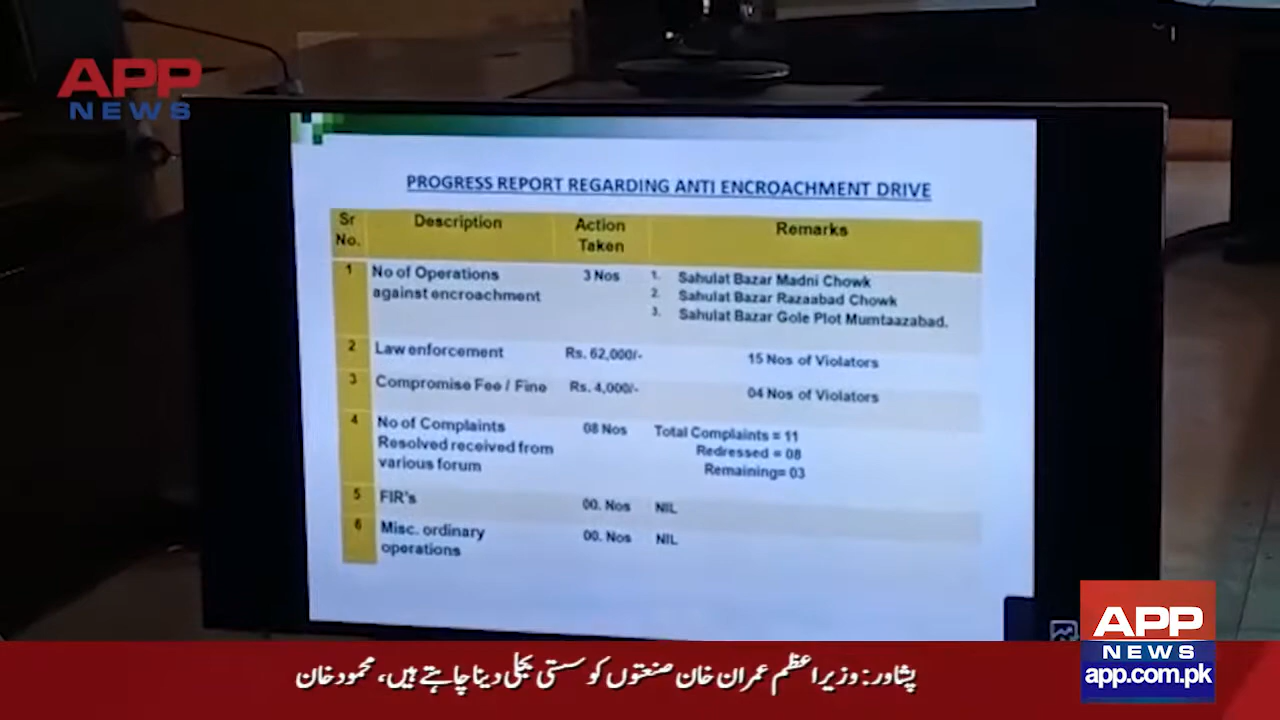 APP
NEWS
PROGRESS REPORT REGARDING ANTI ENCROACHMENT DRIVE
Sr No. Description Action Taken Remarks
1 No of Operations against encroachment 3 Nos 1. Sahulat Bazar Madni Chowk
2. Sahulat Bazar Razaabad Chowk
3. Sahulat Bazar Gole Plot Mumtaazabad.
2 Law enforcement Rs. 62,000/- 15 Nos of Violators
3 Compromise Fee / Fine Rs. 4,000/- 04 Nos of Violators
4 No of Complaints Resolved received from various forum 08 Nos Total Complaints = 11
Redressed = 08
Remaining= 03
5 FIR's 00. Nos NIL
6 Misc. ordinary operations 00. Nos NIL
پشاور: وزیراعظم عمران خان صنعتوں کو سستی بجلی دینا چاہتے ہیں، محمود خان
APP
NEWS
app.com.pk